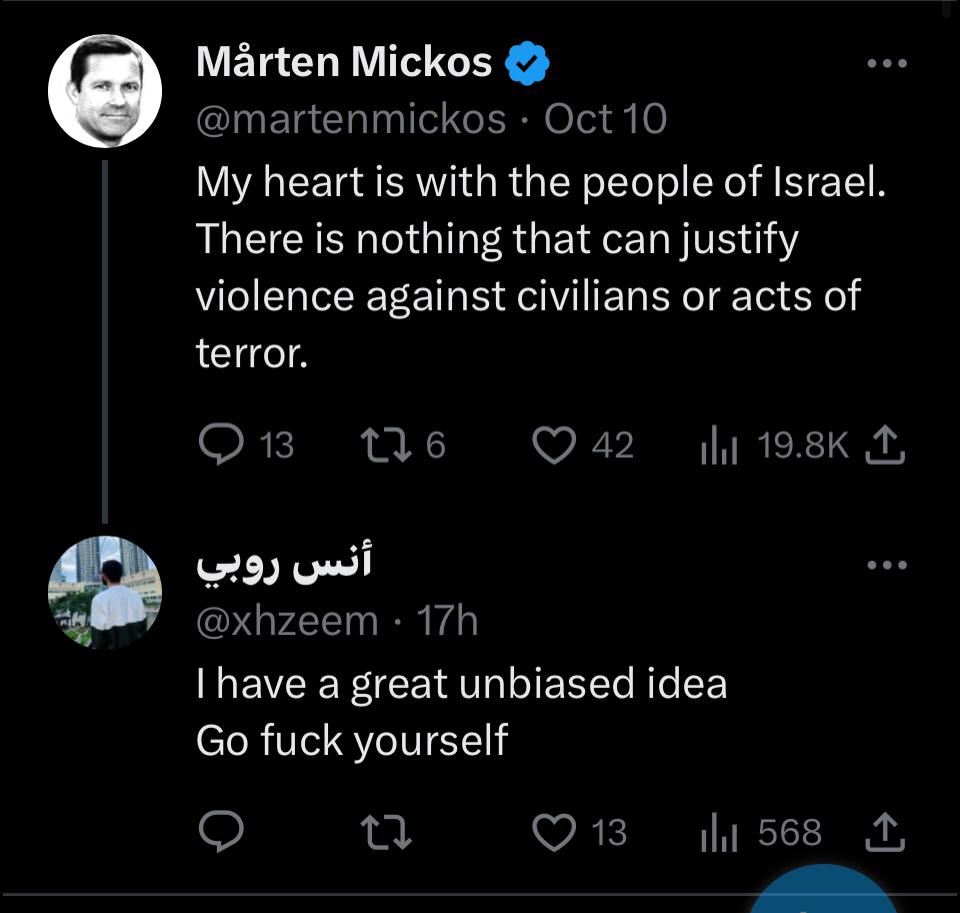 Mårten Mickos
@martenmickos · Oct 10
My heart is with the people of Israel.
There is nothing that can justify
violence against civilians or acts of
terror.
13 6 42 19.8K
أنس روبي
@xhzeem · 17h
I have a great unbiased idea
Go fuck yourself
13 568